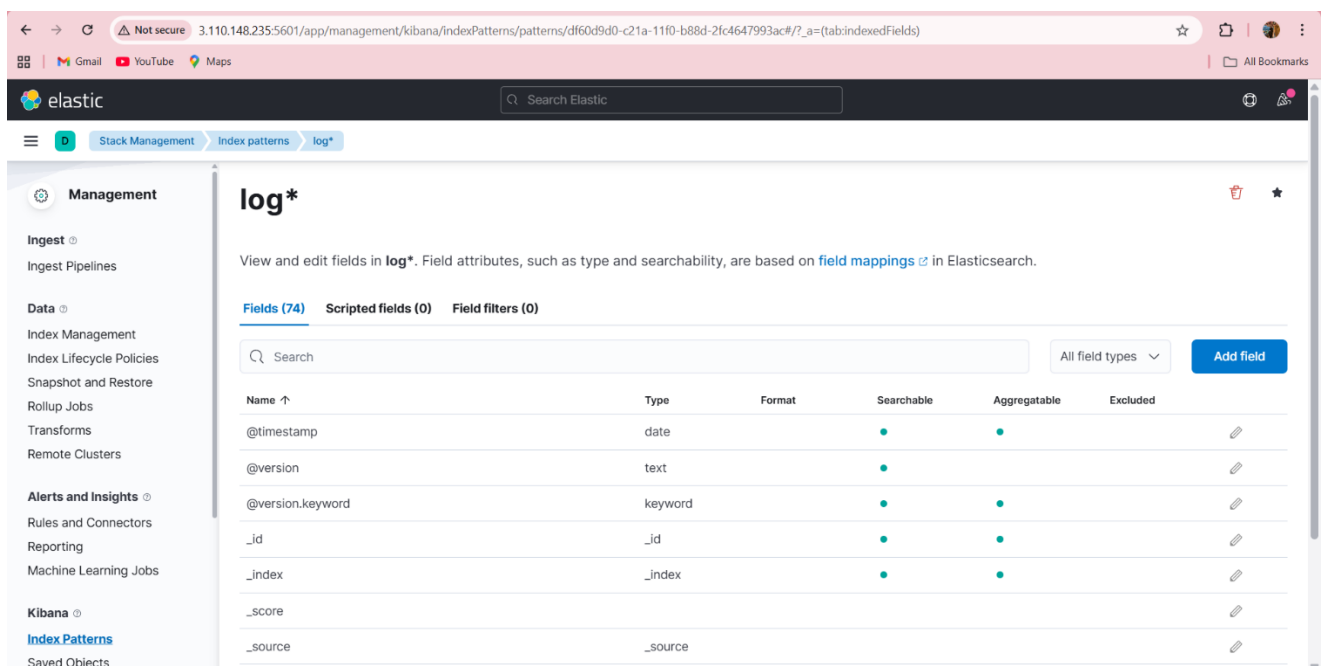 Not secure 3.110.148.235:5601/app/management/kibana/indexPatterns/patterns/df60d9d0-c21a-11f0-b88d-2fc4647993ac#/?_a=(tab:indexedFields)
Gmail YouTube Maps All Bookmarks
elastic Search Elastic
D Stack Management Index patterns log*
Management
Ingest
Ingest Pipelines
Data
Index Management
Index Lifecycle Policies
Snapshot and Restore
Rollup Jobs
Transforms
Remote Clusters
Alerts and Insights
Rules and Connectors
Reporting
Machine Learning Jobs
Kibana
Index Patterns
Saved Objects
log*
View and edit fields in log*. Field attributes, such as type and searchability, are based on field mappings in Elasticsearch.
Fields (74) Scripted fields (0) Field filters (0)
Search All field types Add field
Name Type Format Searchable Aggregatable Excluded
@timestamp date
@version text
@version.keyword keyword
_id _id
_index _index
_score
_source _source